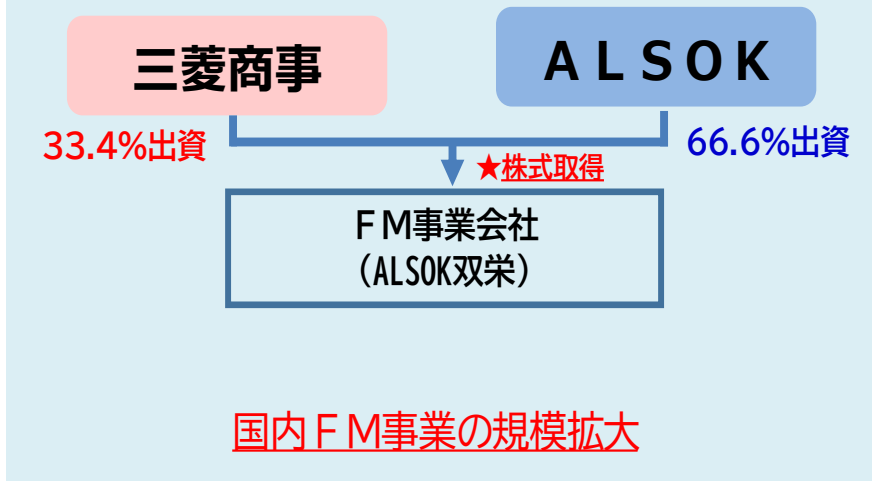 三菱商事
ＡＬＳＯＫ
33.4%出資
66.6%出資
★株式取得
ＦＭ事業会社
（ALSOK双栄）
国内ＦＭ事業の規模拡大